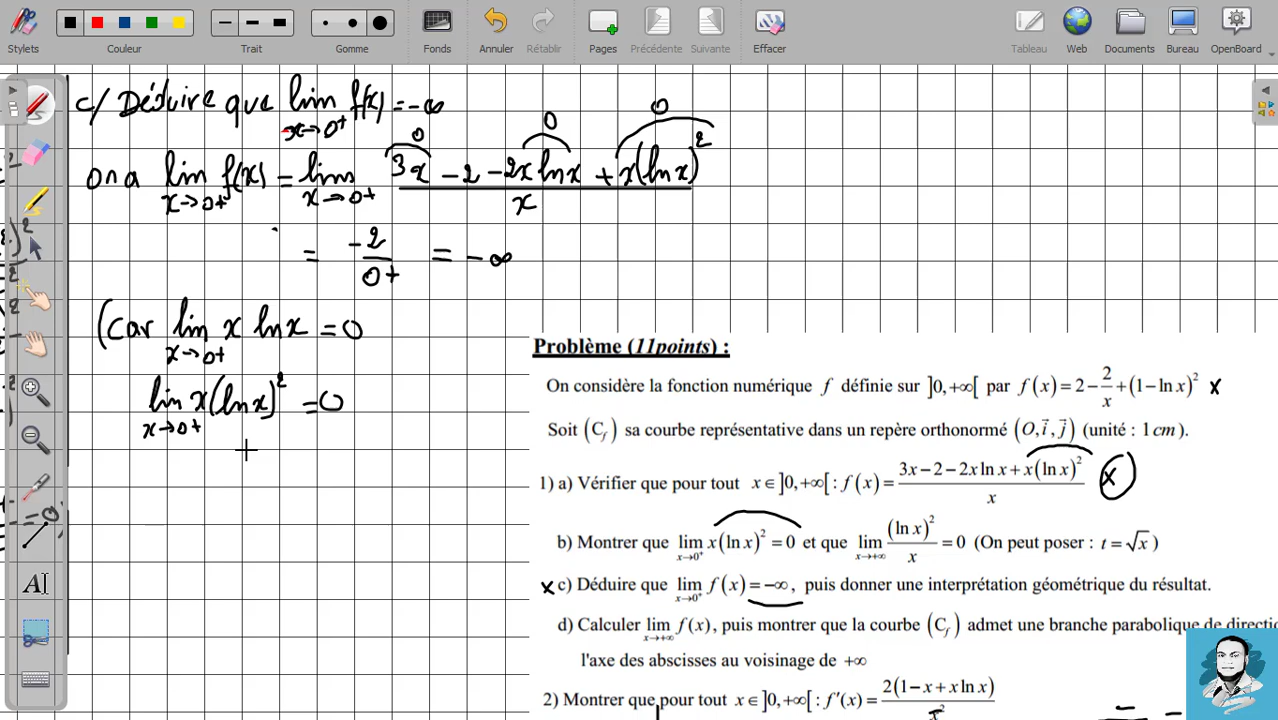 Stylets Couleur Trait Gomme Fonds Annuler Rétablir Pages Précédente Suivante Effacer Tableau Web Documents Bureau OpenBoard
c/ Déduire que lim f(x) = -∞
x→0+
0 0 0
on a lim f(x) = lim 3x - 2 - 2x ln x + x(ln x)²
x→0+ x→0+ x
= -2/0+ = -∞
(Car lim x ln x = 0
x→0+
lim x(ln x)² = 0
x→0+
Problème (11points) :
On considère la fonction numérique f définie sur ]0,+∞[ par f(x) = 2 - 2/x + (1 - ln x)² x
Soit (Cf) sa courbe représentative dans un repère orthonormé (O, i, j) (unité : 1cm).
1) a) Vérifier que pour tout x ∈ ]0,+∞[ : f(x) = (3x - 2 - 2x ln x + x(ln x)²)/x x
b) Montrer que lim x→0+ x(ln x)² = 0 et que lim x→+∞ (ln x)²/x = 0 (On peut poser : t = √x)
x c) Déduire que lim x→0+ f(x) = -∞, puis donner une interprétation géométrique du résultat.
d) Calculer lim x→+∞ f(x), puis montrer que la courbe (Cf) admet une branche parabolique de directi
l'axe des abscisses au voisinage de +∞
2) Montrer que pour tout x ∈ ]0,+∞[ : f'(x) = 2(1 - x + x ln x)/x²
AI